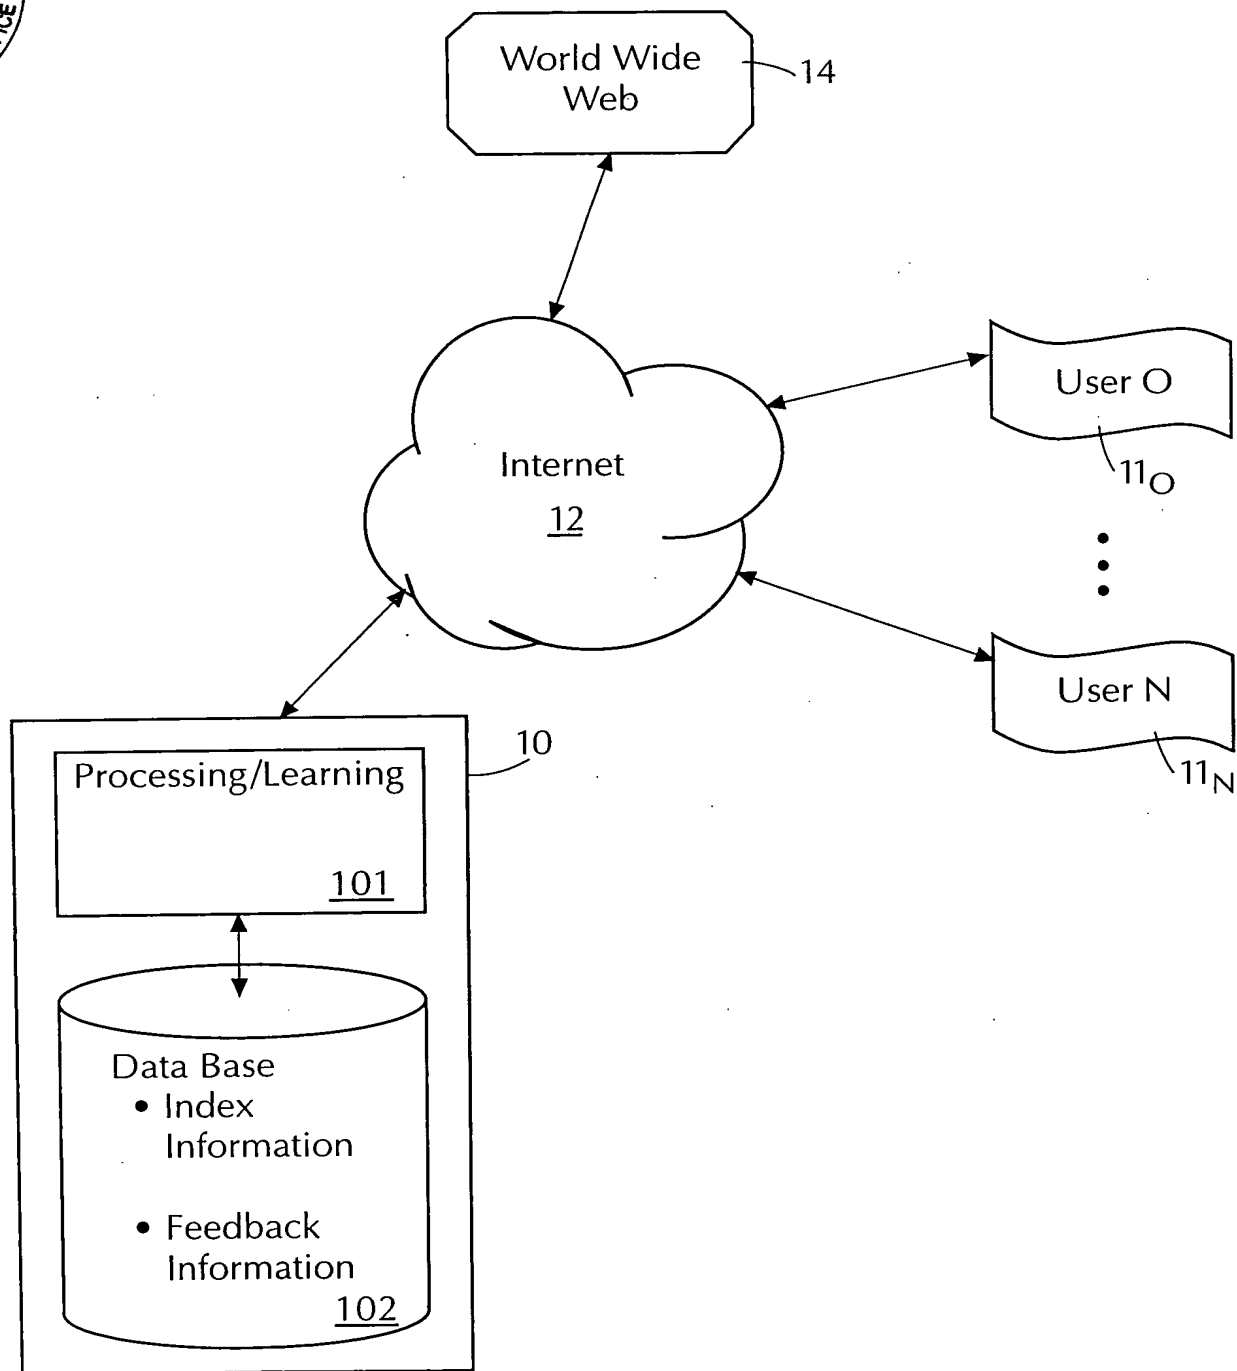 ICE
World Wide
Web
14
User O
11O
Internet
12
User N
11N
10
Processing/Learning
101
Data Base
• Index
Information
• Feedback
Information
102